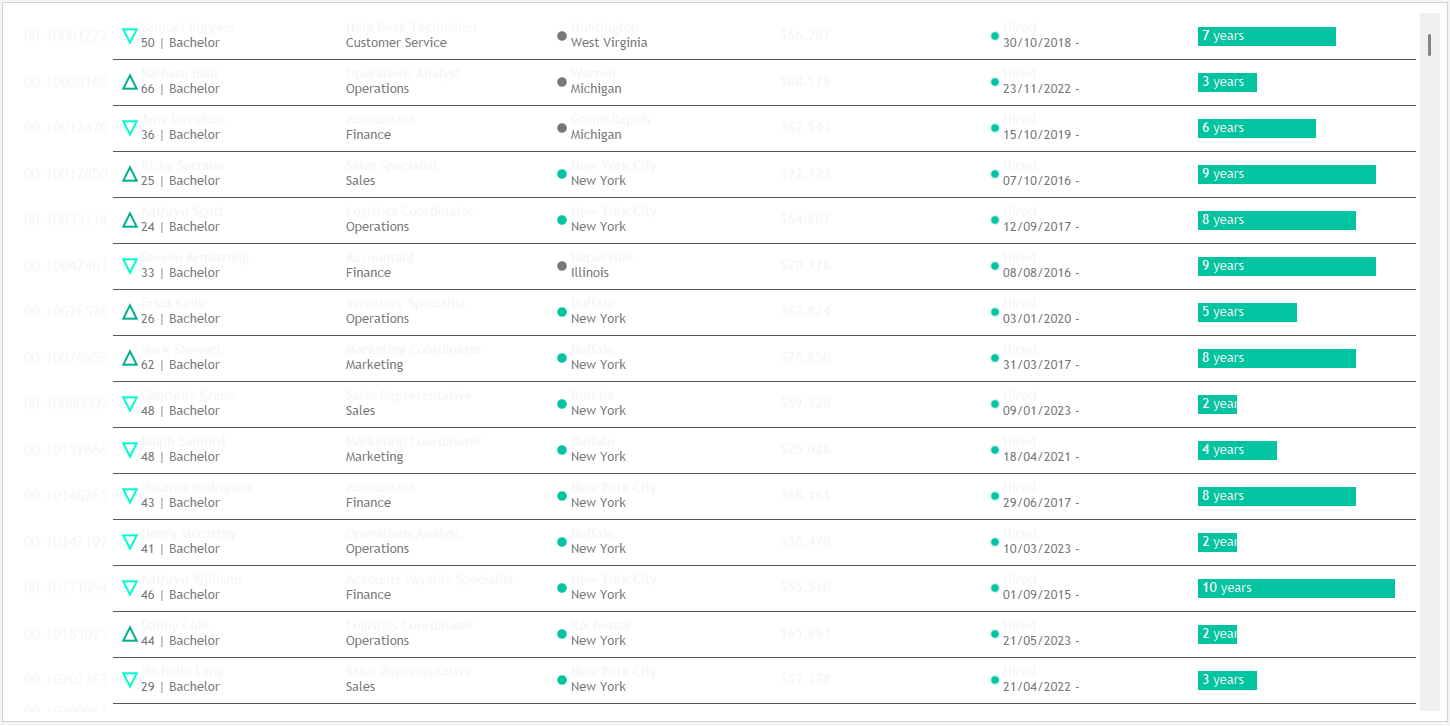 00-10001272 Samuel Burgess Help Desk Technician Huntington $66.787 Hired 7 years
50 | Bachelor Customer Service West Virginia 30/10/2018 -
00-10008169 Barbara Blair Operations Analyst Warren $88.579 Hired 3 years
66 | Bachelor Operations Michigan 23/11/2022 -
00-10012470 Amy Davidson Accountant Grand Rapids $62.543 Hired 6 years
36 | Bachelor Finance Michigan 15/10/2019 -
00-10017850 Ricky Serrano Sales Specialist New York City $92.123 Hired 9 years
25 | Bachelor Sales New York 07/10/2016 -
00-10033114 Kathryn Scott Logistics Coordinator New York City $64.807 Hired 8 years
24 | Bachelor Operations New York 12/09/2017 -
00-10047461 Steven Armstrong Accountant Naperville $70.778 Hired 9 years
33 | Bachelor Finance Illinois 08/08/2016 -
00-10076576 Erica Kelly Inventory Specialist Buffalo $63.824 Hired 5 years
26 | Bachelor Operations New York 03/01/2020 -
00-10076959 Mark Stewart Marketing Coordinator Buffalo $76.850 Hired 8 years
62 | Bachelor Marketing New York 31/03/2017 -
00-10080009 Gabrielle Crane Sales Representative Buffalo $59.328 Hired 2 year
48 | Bachelor Sales New York 09/01/2023 -
00-10137666 Ralph Sanford Marketing Coordinator Buffalo $75.028 Hired 4 years
48 | Bachelor Marketing New York 18/04/2021 -
00-10146265 Melanie Rodriguez Accountant New York City $68.161 Hired 8 years
43 | Bachelor Finance New York 29/06/2017 -
00-10147197 Henry Mccarthy Operations Analyst Buffalo $56.478 Hired 2 year
41 | Bachelor Operations New York 10/03/2023 -
00-10171954 Kathryn Williams Accounts Payable Specialist New York City $55.510 Hired 10 years
46 | Bachelor Finance New York 01/09/2015 -
00-10183025 Danny Cole Logistics Coordinator Rochester $65.693 Hired 2 year
44 | Bachelor Operations New York 21/05/2023 -
00-10202363 Michelle Lang Sales Representative New York City $52.278 Hired 3 years
29 | Bachelor Sales New York 21/04/2022 -